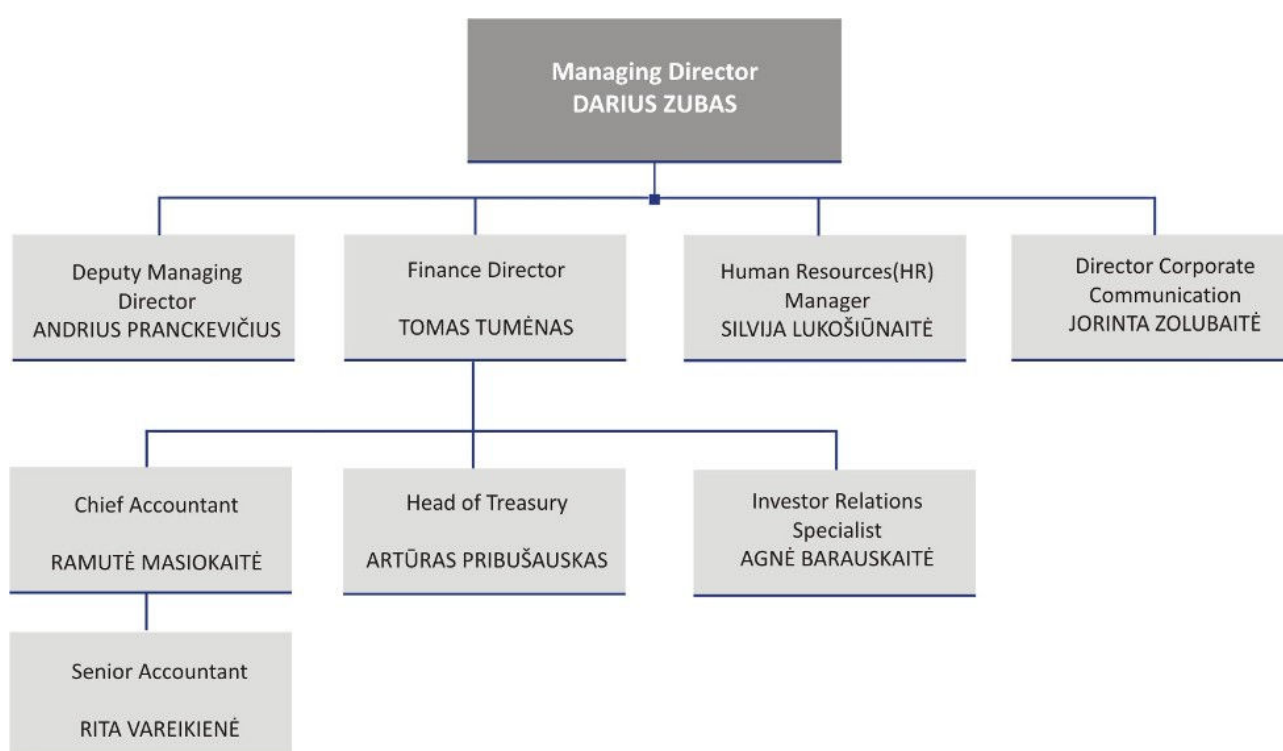 Managing Director
DARIUS ZUBAS
Deputy Managing
Director
ANDRIUS PRANCKEVIČIUS
Finance Director
TOMAS TUMĖNAS
Human Resources(HR)
Manager
SILVIJA LUKOŠIŪNAITĖ
Director Corporate
Communication
JORINTA ZOLUBAITĖ
Chief Accountant
RAMUTĖ MASIOKAITĖ
Head of Treasury
ARTŪRAS PRIBUŠAUSKAS
Investor Relations
Specialist
AGNĖ BARAUSKAITĖ
Senior Accountant
RITA VAREIKIENĖ